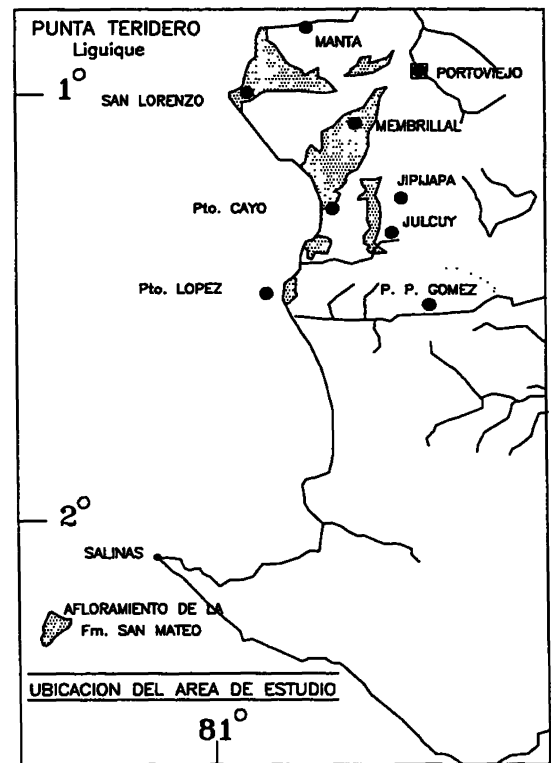 PUNTA TERIDERO
Liguique
MANTA
PORTOVIEJO
1°
SAN LORENZO
MEMBRILLAL
JIPIJAPA
Pto. CAYO
JULCUY
Pto. LOPEZ
P. P. GOMEZ
2°
SALINAS
AFLORAMIENTO DE LA
Fm. SAN MATEO
UBICACION DEL AREA DE ESTUDIO
81°